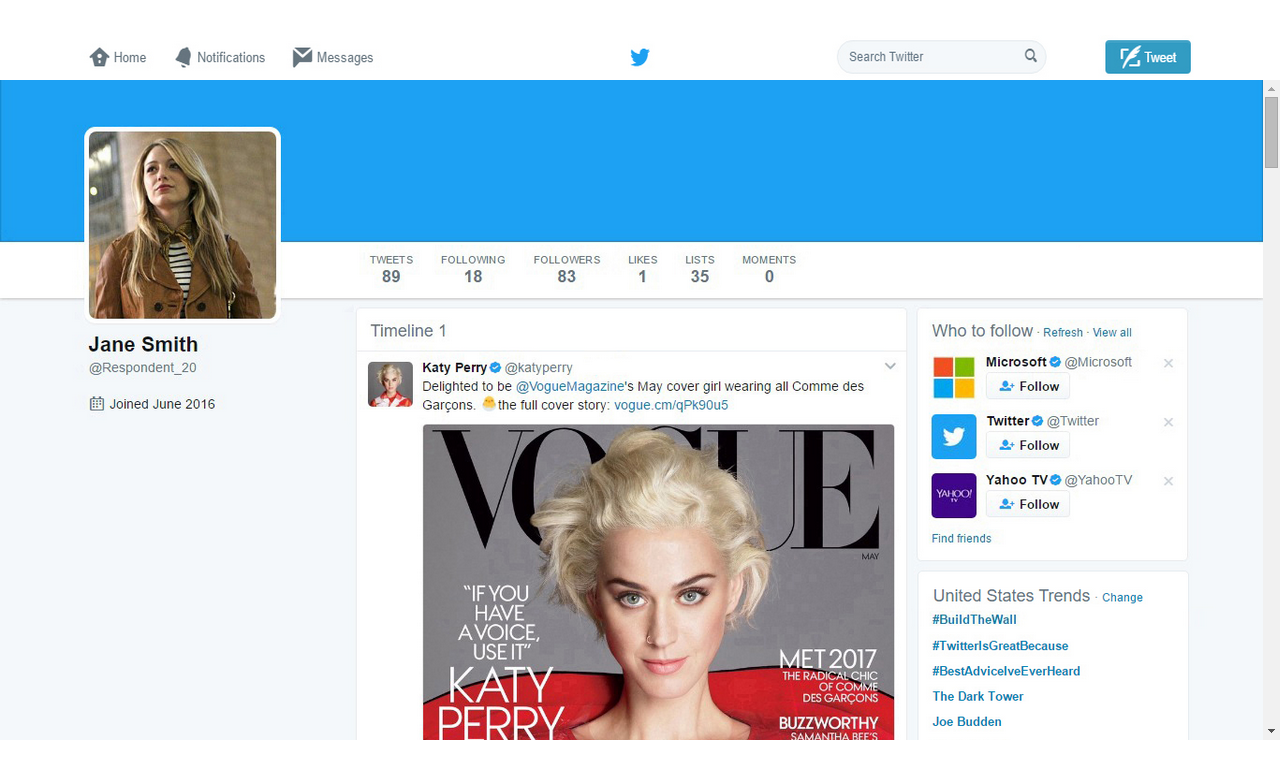 Home Notifications Messages Search Twitter Tweet
TWEETS FOLLOWING FOLLOWERS LIKES LISTS MOMENTS
89 18 83 1 35 0
Jane Smith
@Respondent_20
Joined June 2016
Timeline 1
Katy Perry @katyperry
Delighted to be @VogueMagazine's May cover girl wearing all Comme des
Garçons. the full cover story: vogue.cm/qPk90u5
VOGUE
MAY
"IF YOU
HAVE
A VOICE,
USE IT"
KATY
PERRY
MET 2017
THE RADICAL CHIC
OF COMME
DES GARÇONS
BUZZWORTHY
SAMANTHA BEE'S
Who to follow · Refresh · View all
Microsoft @Microsoft
Follow
Twitter @Twitter
Follow
YAHOO!
TV
Yahoo TV @YahooTV
Follow
Find friends
United States Trends · Change
#BuildTheWall
#TwitterIsGreatBecause
#BestAdviceIveEverHeard
The Dark Tower
Joe Budden